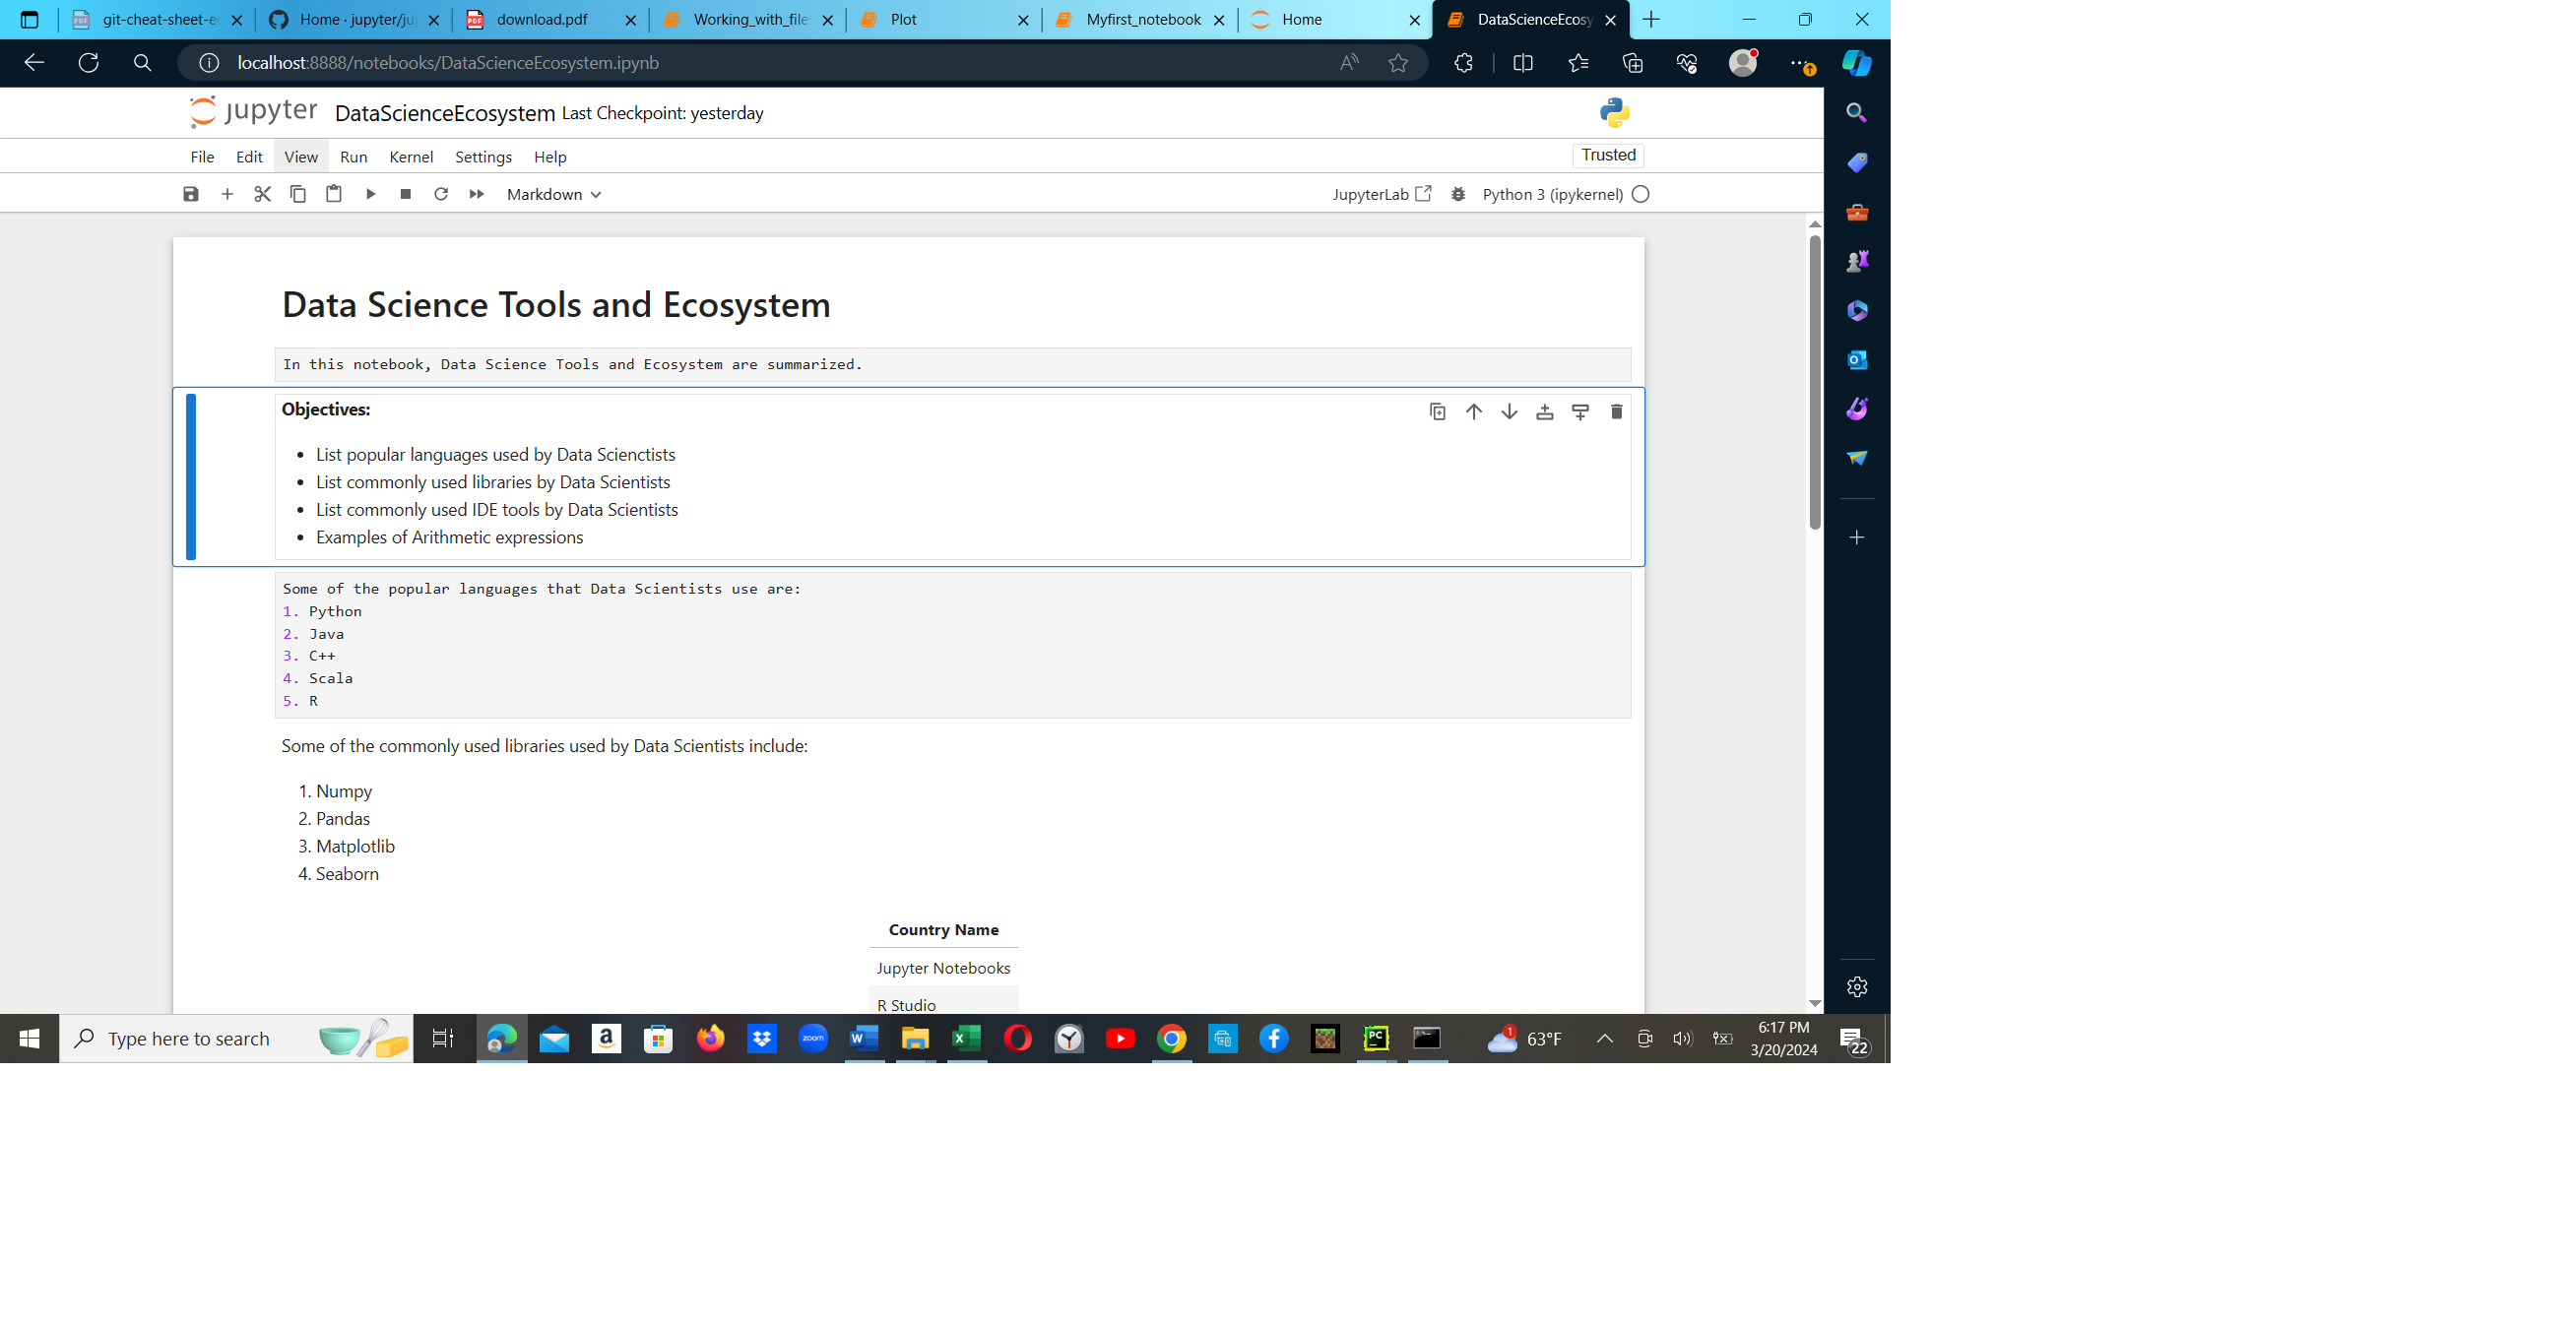 git-cheat-sheet-e
Home · jupyter/ju
download.pdf
Working_with_file
Plot
Myfirst_notebook
Home
DataScienceEcosy
localhost:8888/notebooks/DataScienceEcosystem.ipynb
jupyter DataScienceEcosystem Last Checkpoint: yesterday
File Edit View Run Kernel Settings Help
Trusted
Markdown
JupyterLab
Python 3 (ipykernel)
Data Science Tools and Ecosystem
In this notebook, Data Science Tools and Ecosystem are summarized.
Objectives:
• List popular languages used by Data Scienctists
• List commonly used libraries by Data Scientists
• List commonly used IDE tools by Data Scientists
• Examples of Arithmetic expressions
Some of the popular languages that Data Scientists use are:
1. Python
2. Java
3. C++
4. Scala
5. R
Some of the commonly used libraries used by Data Scientists include:
1. Numpy
2. Pandas
3. Matplotlib
4. Seaborn
Country Name
Jupyter Notebooks
R Studio
Type here to search
zoom
1
63°F
6:17 PM
3/20/2024
22